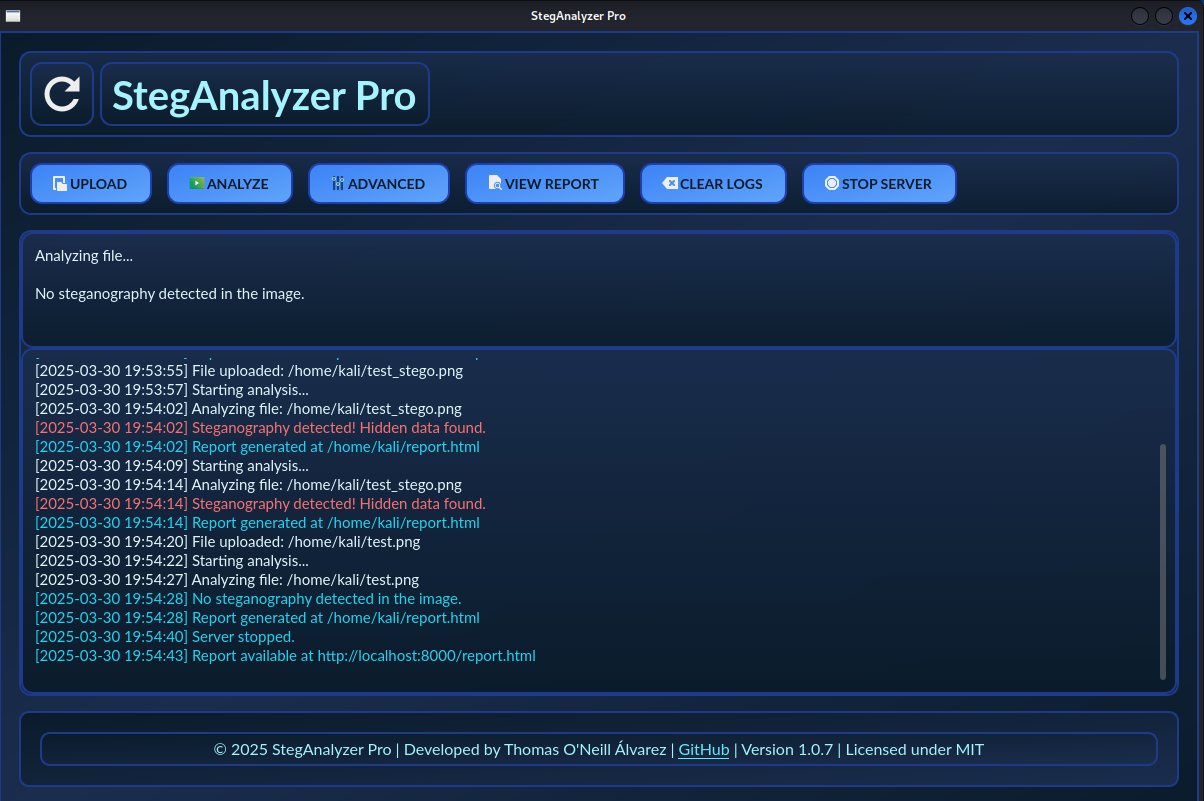 StegAnalyzer Pro
StegAnalyzer Pro
UPLOAD
ANALYZE
ADVANCED
VIEW REPORT
CLEAR LOGS
STOP SERVER
Analyzing file...
No steganography detected in the image.
[2025-03-30 19:53:55] File uploaded: /home/kali/test_stego.png
[2025-03-30 19:53:57] Starting analysis...
[2025-03-30 19:54:02] Analyzing file: /home/kali/test_stego.png
[2025-03-30 19:54:02] Steganography detected! Hidden data found.
[2025-03-30 19:54:02] Report generated at /home/kali/report.html
[2025-03-30 19:54:09] Starting analysis...
[2025-03-30 19:54:14] Analyzing file: /home/kali/test_stego.png
[2025-03-30 19:54:14] Steganography detected! Hidden data found.
[2025-03-30 19:54:14] Report generated at /home/kali/report.html
[2025-03-30 19:54:20] File uploaded: /home/kali/test.png
[2025-03-30 19:54:22] Starting analysis...
[2025-03-30 19:54:27] Analyzing file: /home/kali/test.png
[2025-03-30 19:54:28] No steganography detected in the image.
[2025-03-30 19:54:28] Report generated at /home/kali/report.html
[2025-03-30 19:54:40] Server stopped.
[2025-03-30 19:54:43] Report available at http://localhost:8000/report.html
© 2025 StegAnalyzer Pro | Developed by Thomas O'Neill Álvarez | GitHub | Version 1.0.7 | Licensed under MIT